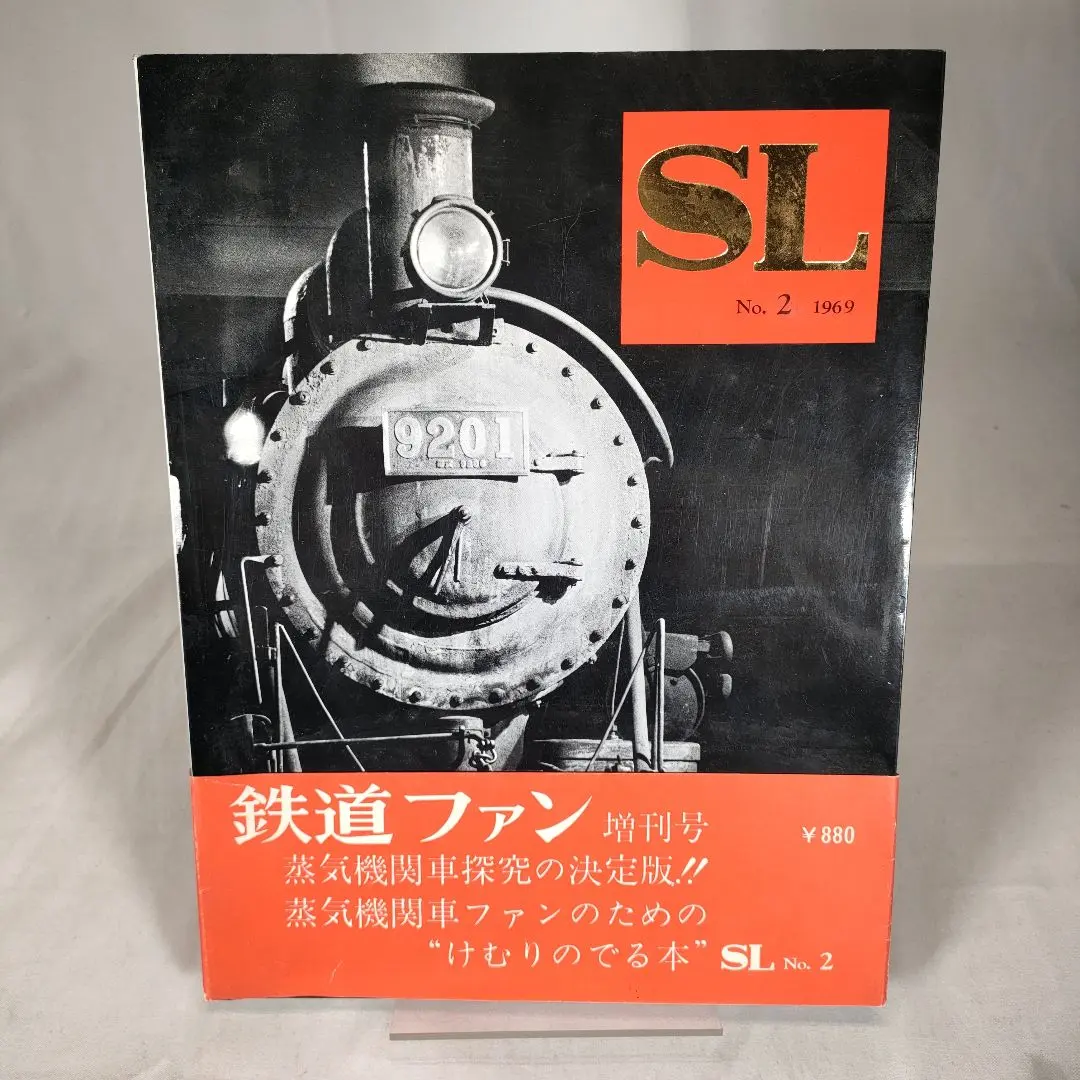 SL
No. 2 1969
9201
鉄道ファン 増刊号 ¥880
蒸気機関車探究の決定版!!
蒸気機関車ファンのための
“けむりのでる本” SL No. 2